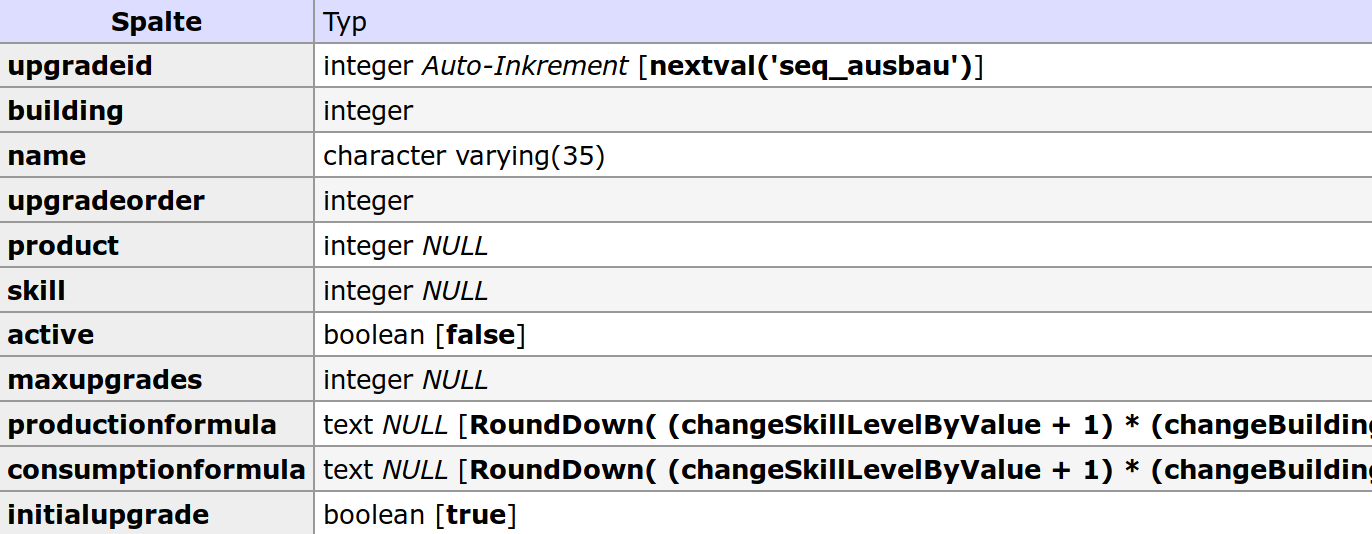 Spalte Typ
upgradeid integer Auto-Inkrement [nextval('seq_ausbau')]
building integer
name character varying(35)
upgradeorder integer
product integer NULL
skill integer NULL
active boolean [false]
maxupgrades integer NULL
productionformula text NULL [RoundDown( (changeSkillLevelByValue + 1) * (changeBuilding
consumptionformula text NULL [RoundDown( (changeSkillLevelByValue + 1) * (changeBuilding
initialupgrade boolean [true]